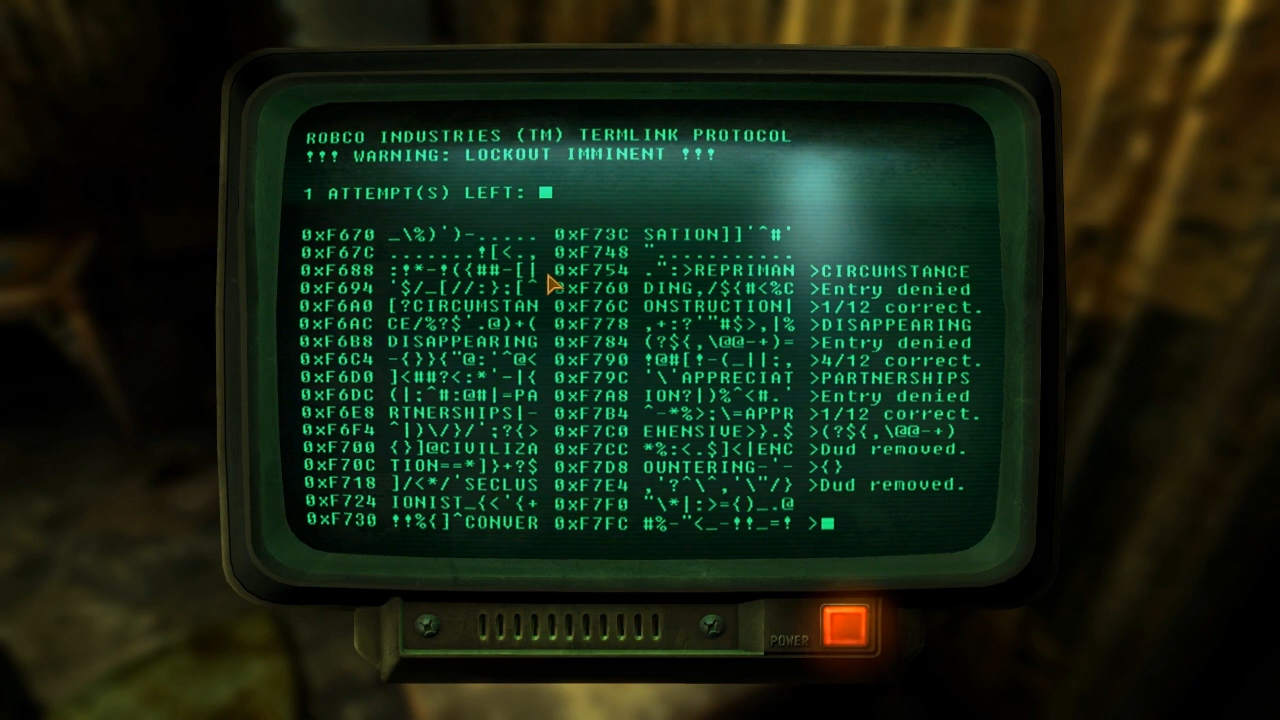 ROBCO INDUSTRIES (TM) TERMLINK PROTOCOL
!!! WARNING: LOCKOUT IMMINENT !!!
1 ATTEMPT(S) LEFT: ■
0xF670 _\%)')-.....
0xF67C .......![<.,
0xF688 :!*-!({##-[|
0xF694 '$/_[//:};[^
0xF6A0 [?CIRCUMSTAN
0xF6AC CE/%?$'.@)+(
0xF6B8 DISAPPEARING
0xF6C4 -{}}{"@:'^@<
0xF6D0 ]<##?<:*'-|{
0xF6DC (|:^#:@#|=PA
0xF6E8 RTNERSHIPS|-
0xF6F4 ^|)\/}/';?{>
0xF700 {}]@CIVILIZA
0xF70C TION==*]}+?$
0xF718 ]/<*/'SECLUS
0xF724 IONIST_{<'{+
0xF730 !!%{]^CONVER
0xF73C SATION]]'^#'
0xF748 "...........
0xF754 .":>REPRIMAN
0xF760 DING,/${#<%C
0xF76C ONSTRUCTION|
0xF778 ,+:?'"#$>,|%
0xF784 (?${,\@@-+)=
0xF790 !@#[!-(_||:,
0xF79C '\'APPRECIAT
0xF7A8 ION?|)%^<#.'
0xF7B4 ^-*%>:\=APPR
0xF7C0 EHENSIVE>}.$
0xF7CC *%:<.$]<|ENC
0xF7D8 OUNTERING-'-
0xF7E4 ,'?^\^,'\"/}
0xF7F0 "\*|:>={)_.@
0xF7FC #%-"<_-!!_=!
>CIRCUMSTANCE
>Entry denied
>1/12 correct.
>DISAPPEARING
>Entry denied
>4/12 correct.
>PARTNERSHIPS
>Entry denied
>1/12 correct.
>(?${,\@@-+)
>Dud removed.
>{}
>Dud removed.
>■
POWER